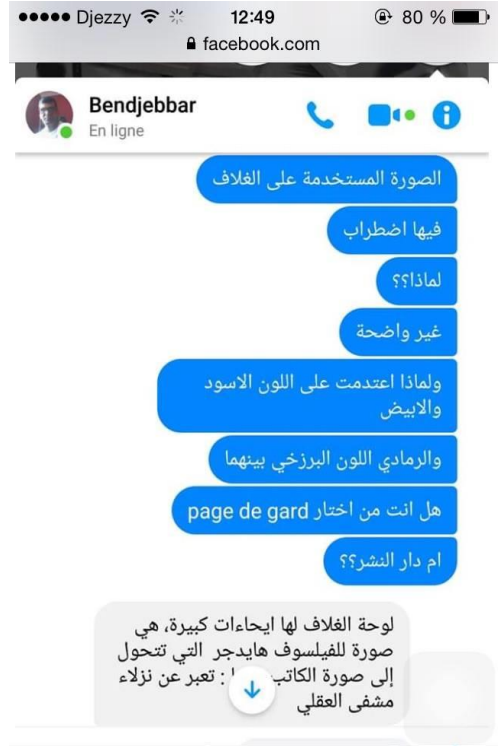 Djezzy 12:49 80 %
facebook.com
Bendjebbar
En ligne
الصورة المستخدمة على الغلاف
فيها اضطراب
لماذا؟؟
غير واضحة
ولماذا اعتدمت على اللون الاسود
والابيض
والرمادي اللون البرزخي بينهما
هل انت من اختار page de gard
ام دار النشر؟؟
لوحة الغلاف لها ايحاءات كبيرة، هي
صورة للفيلسوف هايدجر التي تتحول
إلى صورة الكاتب : تعبر عن نزلاء
مشفى العقلي